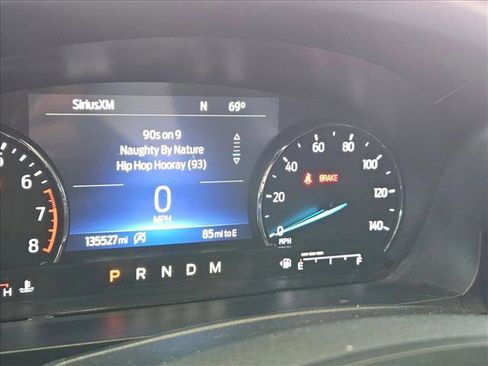 SiriusXM N 69°
90s on 9
Naughty By Nature
Hip Hop Hooray (93)
0
MPH
135527 mi 85 mi to E
P R N D M
6
7
8
H
0 20 40 60 80 100 120 140
BRAKE
MPH
E F